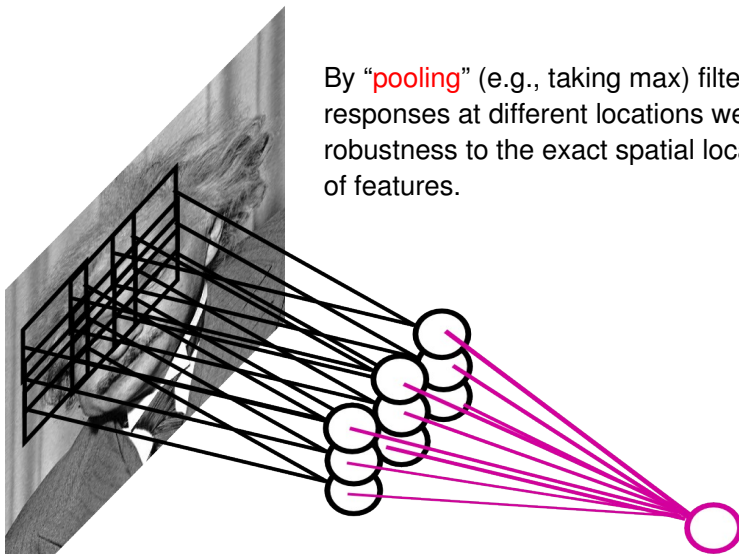 By “pooling” (e.g., taking max) filte
responses at different locations we
robustness to the exact spatial loca
of features.